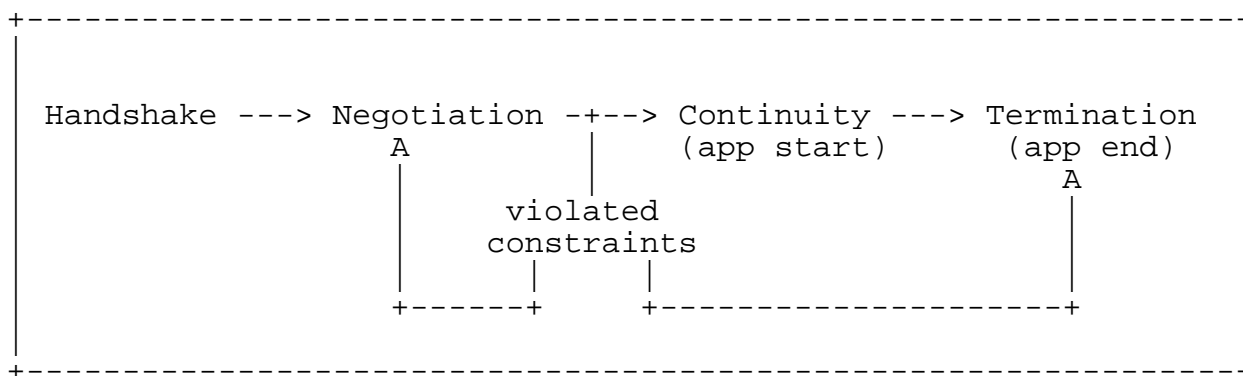 Handshake ---> Negotiation -+--> Continuity ---> Termination
A | (app start) (app end)
| | A
violated |
constraints |
| | | |
+------+ +---------------------+